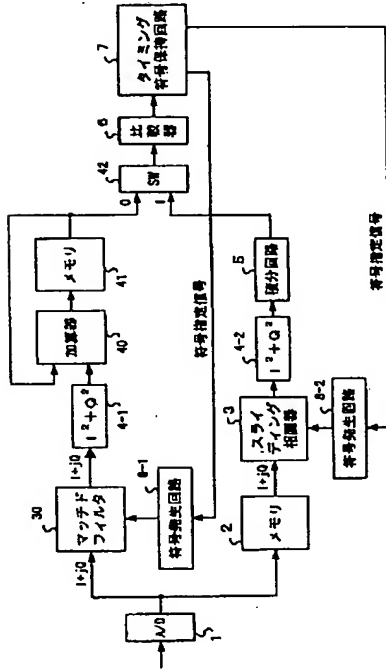 A/D
1
I+jQ
30
マッチド
フィルタ
I+jQ
4-1
I²+Q²
40
加算器
41
メモリ
0
1
42
SW
6
比較器
7
タイミング
符号保持回路
符号発生回路
8-1
符号指定信号
2
メモリ
I+jQ
3
スライ
ディング
相関器
4-2
I²+Q²
5
積分回路
符号発生回路
8-2
符号指定信号